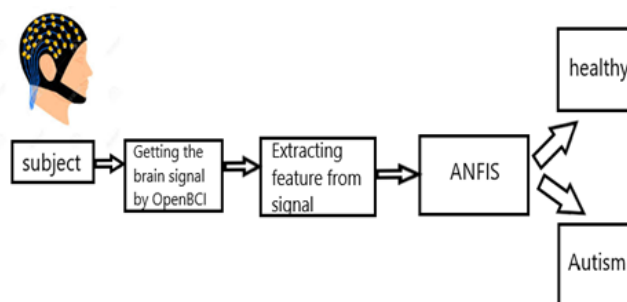 healthy
subject
Getting the
brain signal
by OpenBCI
Extracting
feature from
signal
ANFIS
Autism